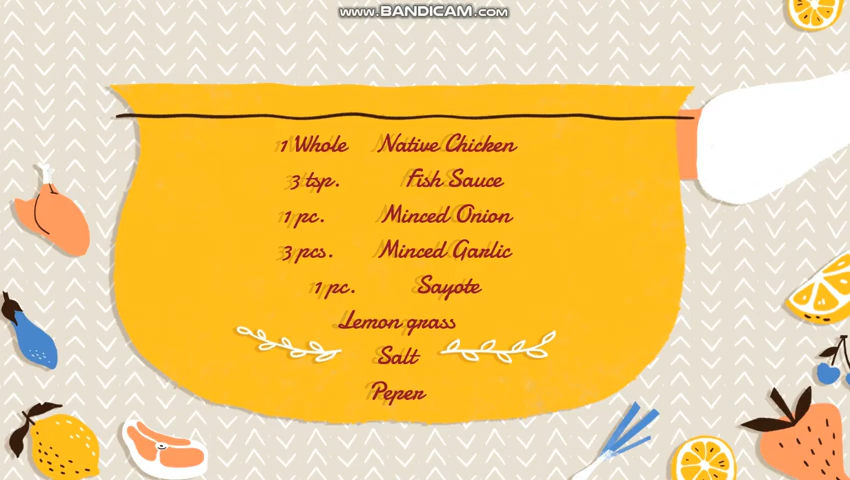 www.BANDICAM.com
1 Whole Native Chicken
3 tsp. Fish Sauce
1 pc. Minced Onion
3 pcs. Minced Garlic
1 pc. Sayote
Lemon grass
Salt
Peper